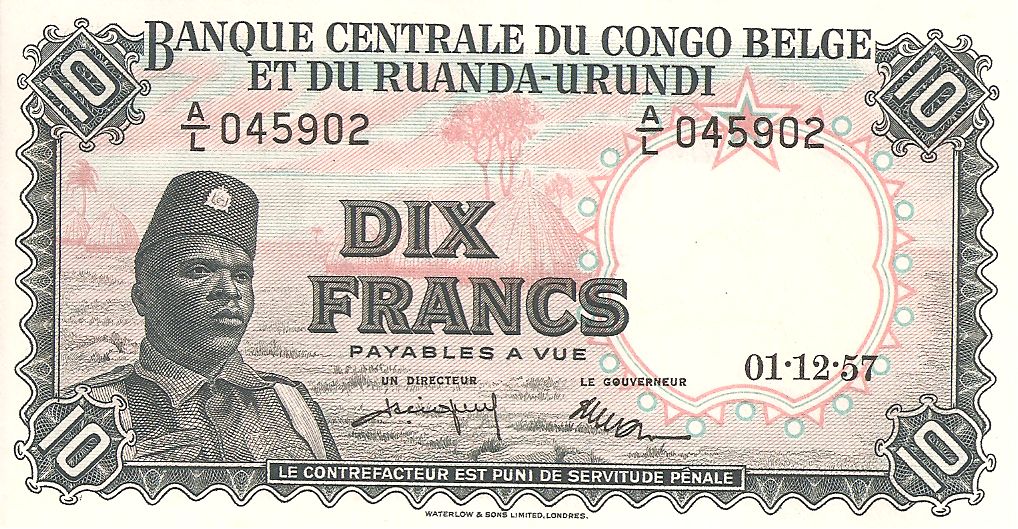 BANQUE CENTRALE DU CONGO BELGE
ET DU RUANDA-URUNDI
10 10
A/L 045902 A/L 045902
DIX
FRANCS
PAYABLES A VUE
01·12·57
UN DIRECTEUR LE GOUVERNEUR
10 10
LE CONTREFACTEUR EST PUNI DE SERVITUDE PÉNALE
WATERLOW & SONS LIMITED, LONDRES.